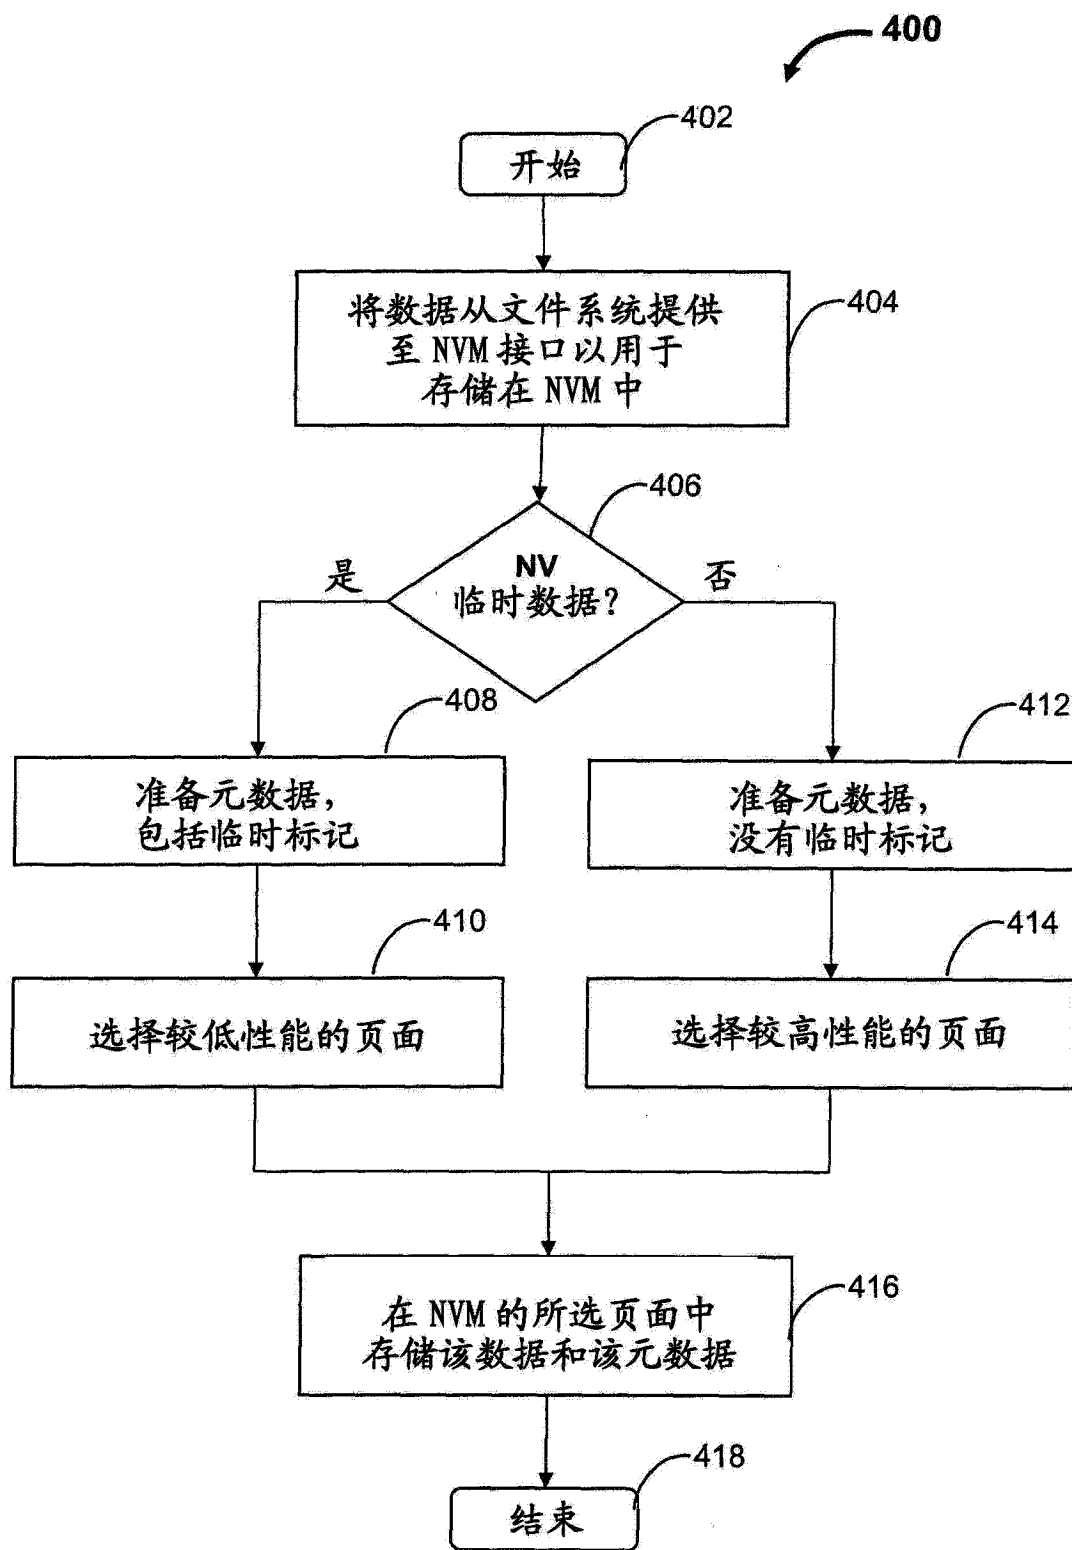 400
402
开始
404
将数据从文件系统提供
至 NVM 接口以用于
存储在 NVM 中
406
NV
临时数据?
是
否
408
准备元数据,
包括临时标记
412
准备元数据,
没有临时标记
410
选择较低性能的页面
414
选择较高性能的页面
416
在 NVM 的所选页面中
存储该数据和该元数据
418
结束